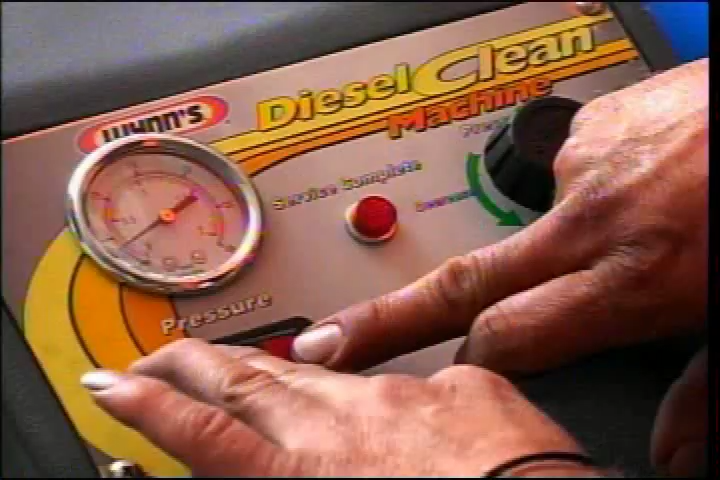 WYNN'S
Diesel Clean
Machine
Service Complete
Pressure